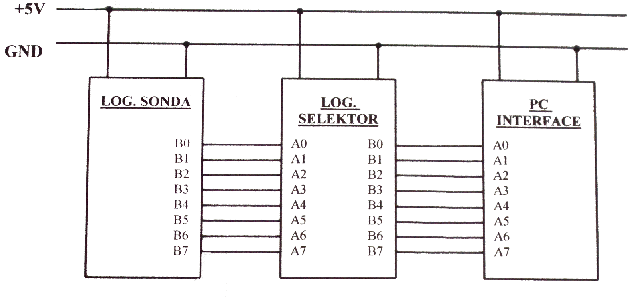 +5V
GND
LOG. SONDA
LOG.
SELEKTOR
PC
INTERFACE
B0 A0 B0 A0
B1 A1 B1 A1
B2 A2 B2 A2
B3 A3 B3 A3
B4 A4 B4 A4
B5 A5 B5 A5
B6 A6 B6 A6
B7 A7 B7 A7